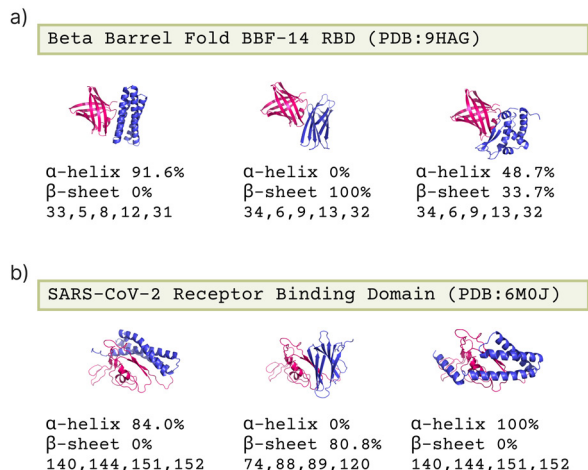 a)
Beta Barrel Fold BBF-14 RBD (PDB:9HAG)
α-helix 91.6%
β-sheet 0%
33,5,8,12,31
α-helix 0%
β-sheet 100%
34,6,9,13,32
α-helix 48.7%
β-sheet 33.7%
34,6,9,13,32
b)
SARS-CoV-2 Receptor Binding Domain (PDB:6M0J)
α-helix 84.0%
β-sheet 0%
140,144,151,152
α-helix 0%
β-sheet 80.8%
74,88,89,120
α-helix 100%
β-sheet 0%
140,144,151,152